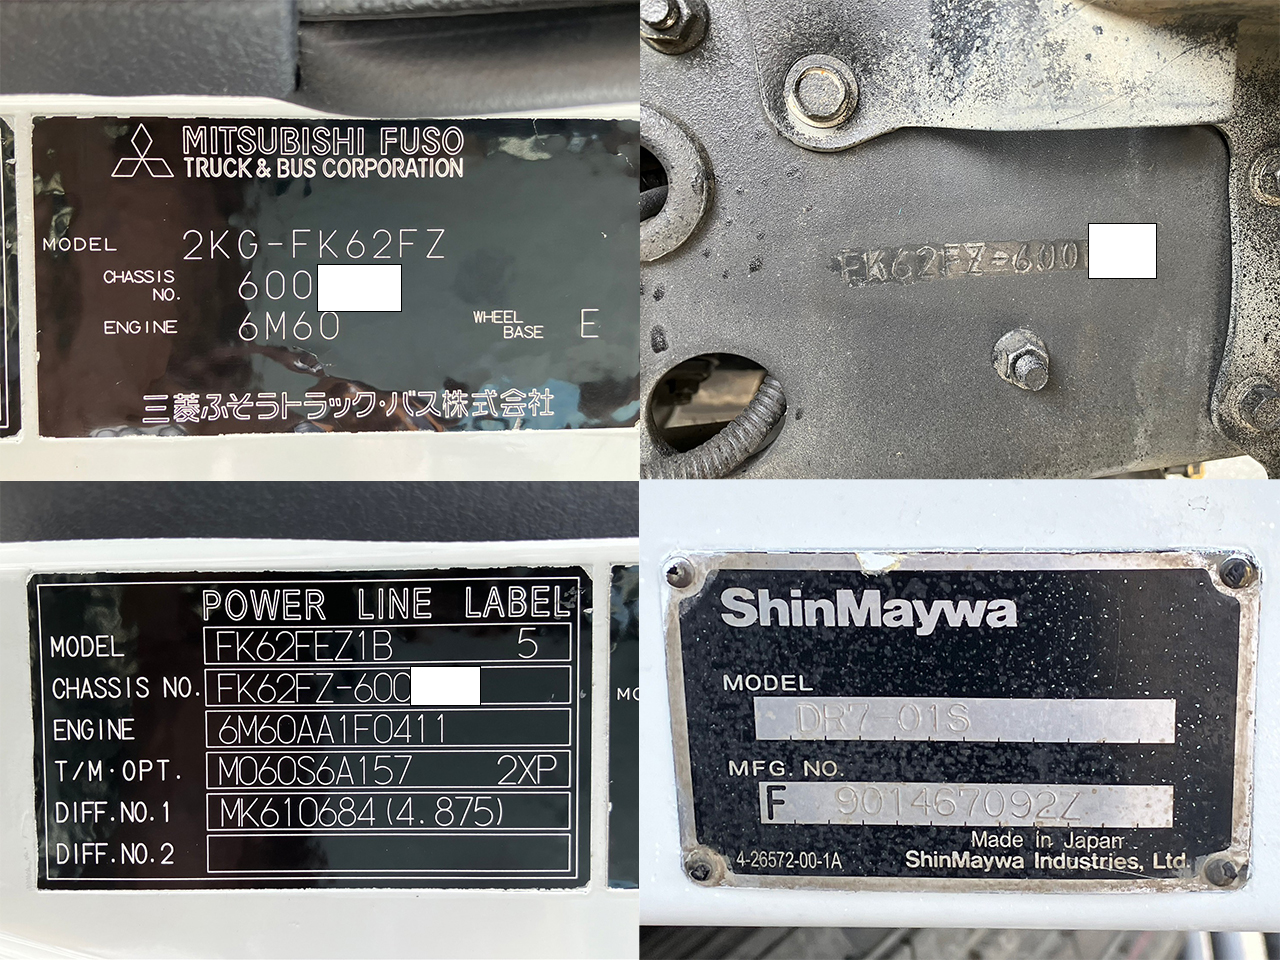 MITSUBISHI FUSO
TRUCK & BUS CORPORATION
MODEL 2KG-FK62FZ
CHASSIS NO. 600
ENGINE 6M60 WHEEL BASE E
三菱ふそうトラック・バス株式会社
FK62FZ-600
POWER LINE LABEL
MODEL FK62FEZ1B 5
CHASSIS NO. FK62FZ-600
ENGINE 6M60AA1F0411
T/M・OPT. M060S6A157 2XP
DIFF.NO.1 MK610684(4.875)
DIFF.NO.2
MO
ShinMaywa
MODEL
DR7-01S
MFG. NO.
F 901467092Z
Made in Japan
4-26572-00-1A ShinMaywa Industries, Ltd.